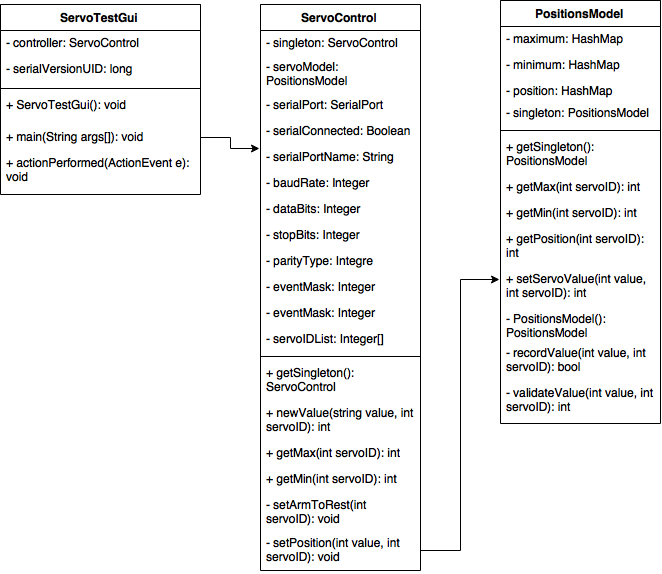 ServoTestGui
- controller: ServoControl
- serialVersionUID: long
+ ServoTestGui(): void
+ main(String args[]): void
+ actionPerformed(ActionEvent e):
void
ServoControl
- singleton: ServoControl
- servoModel:
PositionsModel
- serialPort: SerialPort
- serialConnected: Boolean
- serialPortName: String
- baudRate: Integer
- dataBits: Integer
- stopBits: Integer
- parityType: Integre
- eventMask: Integer
- eventMask: Integer
- servoIDList: Integer[]
+ getSingleton():
ServoControl
+ newValue(string value, int
servoID): int
+ getMax(int servoID): int
+ getMin(int servoID): int
- setArmToRest(int
servoID): void
- setPosition(int value, int
servoID): void
PositionsModel
- maximum: HashMap
- minimum: HashMap
- position: HashMap
- singleton: PositionsModel
+ getSingleton():
PositionsModel
+ getMax(int servoID): int
+ getMin(int servoID): int
+ getPosition(int servoID):
int
+ setServoValue(int value,
int servoID): int
- PositionsModel():
PositionsModel
- recordValue(int value, int
servoID): bool
- validateValue(int value, int
servoID): int